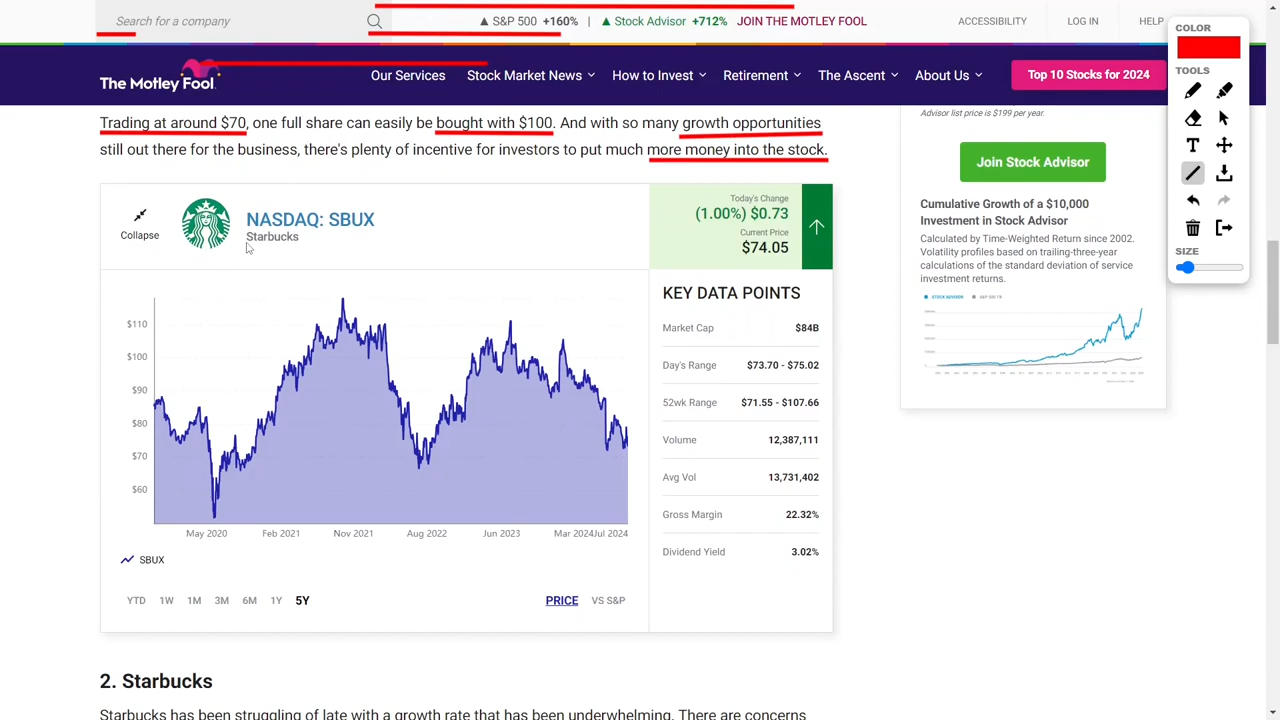 Search for a company
▲ S&P 500 +160% | ▲ Stock Advisor +712% JOIN THE MOTLEY FOOL
ACCESSIBILITY LOG IN HELP
The Motley Fool
Our Services Stock Market News How to Invest Retirement The Ascent About Us
Top 10 Stocks for 2024
Trading at around $70, one full share can easily be bought with $100. And with so many growth opportunities
still out there for the business, there's plenty of incentive for investors to put much more money into the stock.
Collapse
NASDAQ: SBUX
Starbucks
Today's Change
(1.00%) $0.73
Current Price
$74.05
$110
$100
$90
$80
$70
$60
May 2020 Feb 2021 Nov 2021 Aug 2022 Jun 2023 Mar 2024 Jul 2024
SBUX
YTD 1W 1M 3M 6M 1Y 5Y
PRICE VS S&P
KEY DATA POINTS
Market Cap $84B
Day's Range $73.70 - $75.02
52wk Range $71.55 - $107.66
Volume 12,387,111
Avg Vol 13,731,402
Gross Margin 22.32%
Dividend Yield 3.02%
2. Starbucks
Starbucks has been struggling of late with a growth rate that has been underwhelming. There are concerns
Advisor list price is $199 per year.
Join Stock Advisor
Cumulative Growth of a $10,000
Investment in Stock Advisor
Calculated by Time-Weighted Return since 2002.
Volatility profiles based on trailing-three-year
calculations of the standard deviation of service
investment returns.
STOCK ADVISOR S&P 500 TR
COLOR
TOOLS
T
SIZE